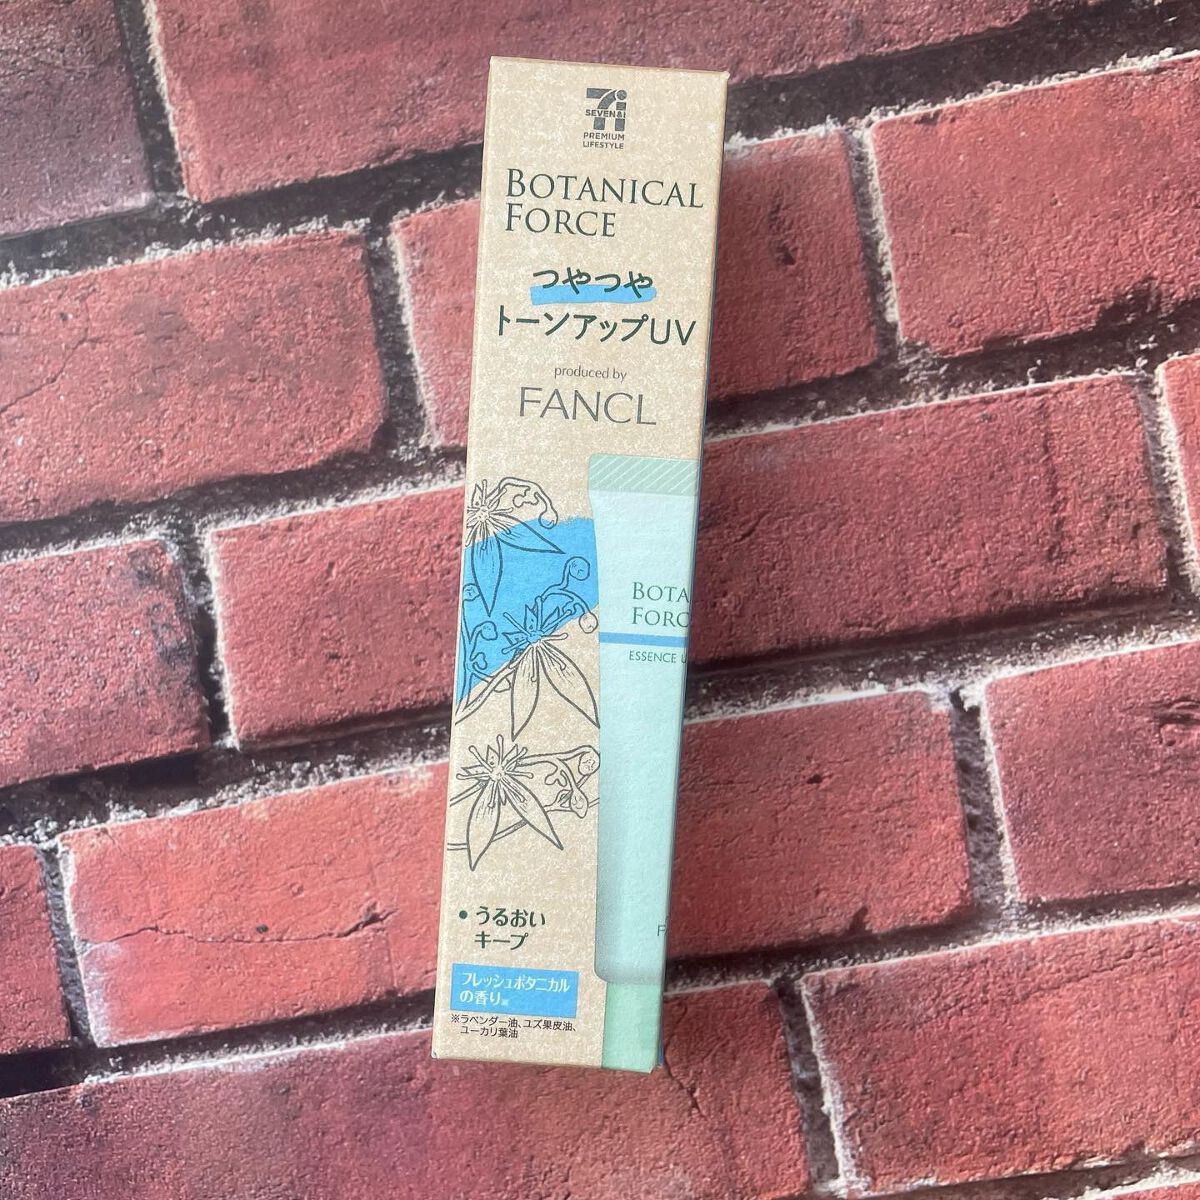 SEVEN&i
PREMIUM
LIFESTYLE
BOTANICAL
FORCE
つやつや
トーンアップUV
produced by
FANCL
BOTA
FORC
ESSENCE U
F
・うるおい
キープ
フレッシュボタニカル
の香り※
※ラベンダー油、ユズ果皮油、
ユーカリ葉油